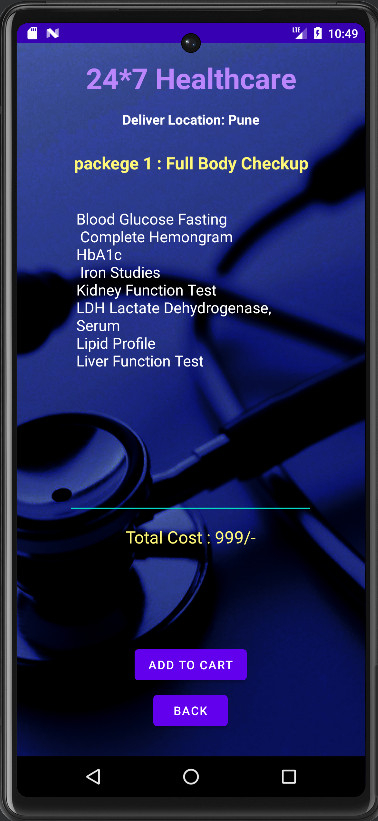 LTE 10:49
24*7 Healthcare
Deliver Location: Pune
packege 1 : Full Body Checkup
Blood Glucose Fasting
Complete Hemongram
HbA1c
Iron Studies
Kidney Function Test
LDH Lactate Dehydrogenase,
Serum
Lipid Profile
Liver Function Test
Total Cost : 999/-
ADD TO CART
BACK